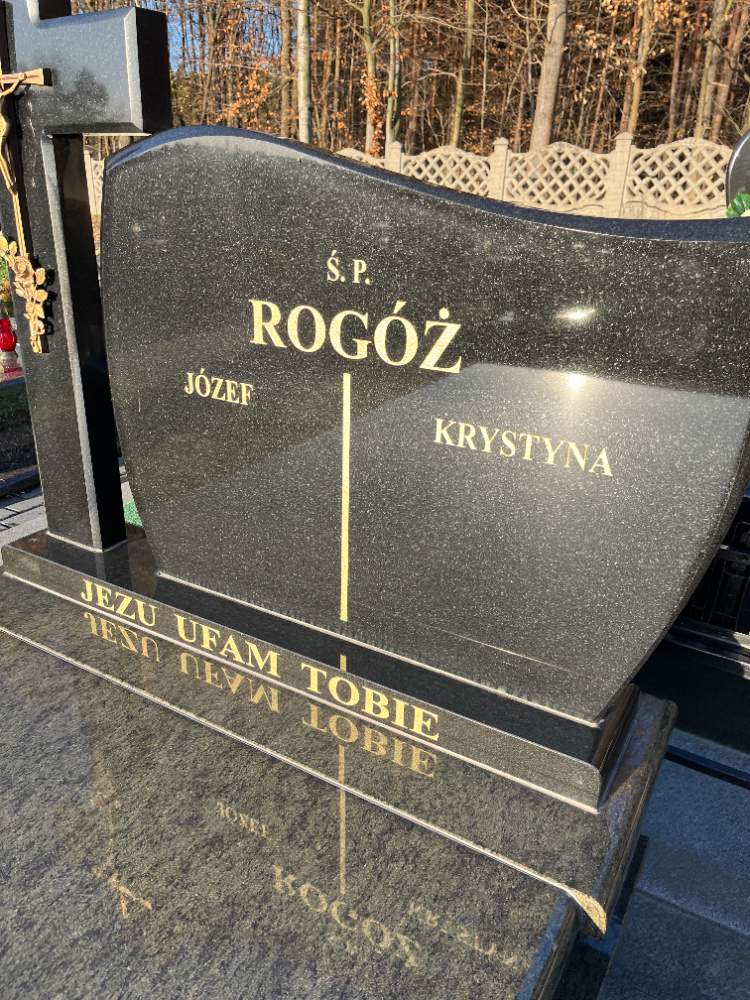 Ś. P.
ROGÓŻ
JÓZEF
KRYSTYNA
JEZU UFAM TOBIE